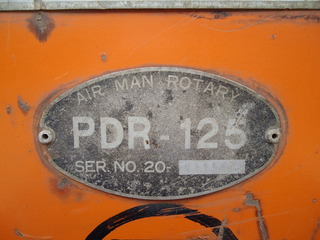 AIR MAN ROTARY
PDR-125
SER. NO. 20-